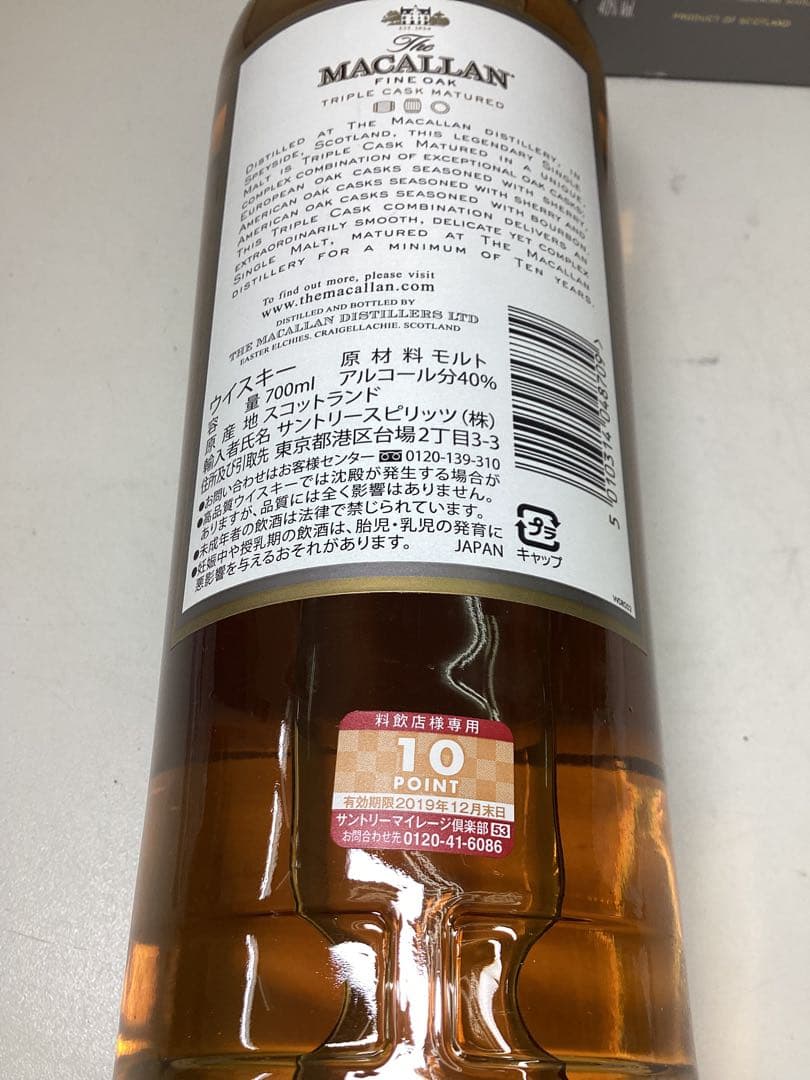 40% Vol
PRODUCT OF SCOTLAND
The
MACALLAN
FINE OAK
TRIPLE CASK MATURED
DISTILLED AT THE MACALLAN DISTILLERY, IN
SPEYSIDE, SCOTLAND, THIS LEGENDARY SINGLE
MALT IS TRIPLE CASK MATURED IN A UNIQUE,
COMPLEX COMBINATION OF EXCEPTIONAL OAK CASKS;
EUROPEAN OAK CASKS SEASONED WITH SHERRY,
AMERICAN OAK CASKS SEASONED WITH SHERRY AND
AMERICAN OAK CASKS SEASONED WITH BOURBON.
THIS TRIPLE CASK COMBINATION DELIVERS AN
EXTRAORDINARILY SMOOTH, DELICATE YET COMPLEX
SINGLE MALT, MATURED AT THE MACALLAN
DISTILLERY FOR A MINIMUM OF TEN YEARS.
To find out more, please visit
www.themacallan.com
DISTILLED AND BOTTLED BY
THE MACALLAN DISTILLERS LTD
EASTER ELCHIES, CRAIGELLACHIE, SCOTLAND
ウイスキー 原材料 モルト
容量 700ml アルコール分40%
原産地 スコットランド
輸入者氏名 サントリースピリッツ(株)
住所及び引取先 東京都港区台場2丁目3-3
●お問い合わせはお客様センター 0120-139-310
●高品質ウイスキーでは沈殿が発生する場合が
ありますが、品質には全く影響はありません。
●未成年者の飲酒は法律で禁じられています。
●妊娠中や授乳期の飲酒は、胎児・乳児の発育に
悪影響を与えるおそれがあります。 JAPAN
プラ
キャップ
5 010314 048709
料飲店様専用
10
POINT
有効期限2019年12月末日
サントリーマイレージ倶楽部 53
お問合わせ先 0120-41-6086